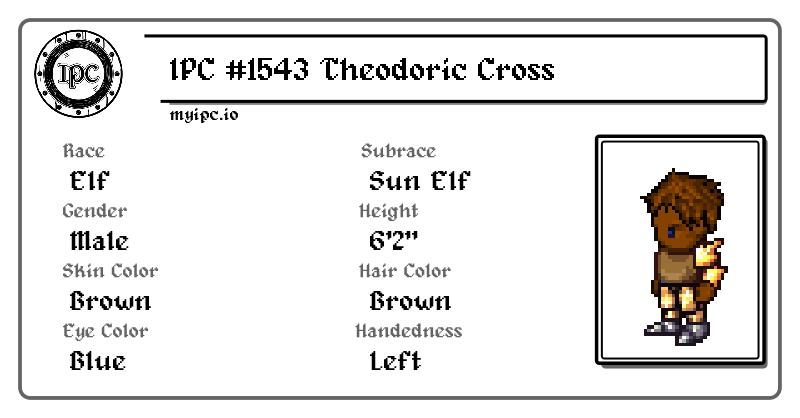 IPC
IPC #1543 Theodoric Cross
myipc.io
Race
Elf
Subrace
Sun Elf
Gender
Male
Height
6'2"
Skin Color
Brown
Hair Color
Brown
Eye Color
Blue
Handedness
Left